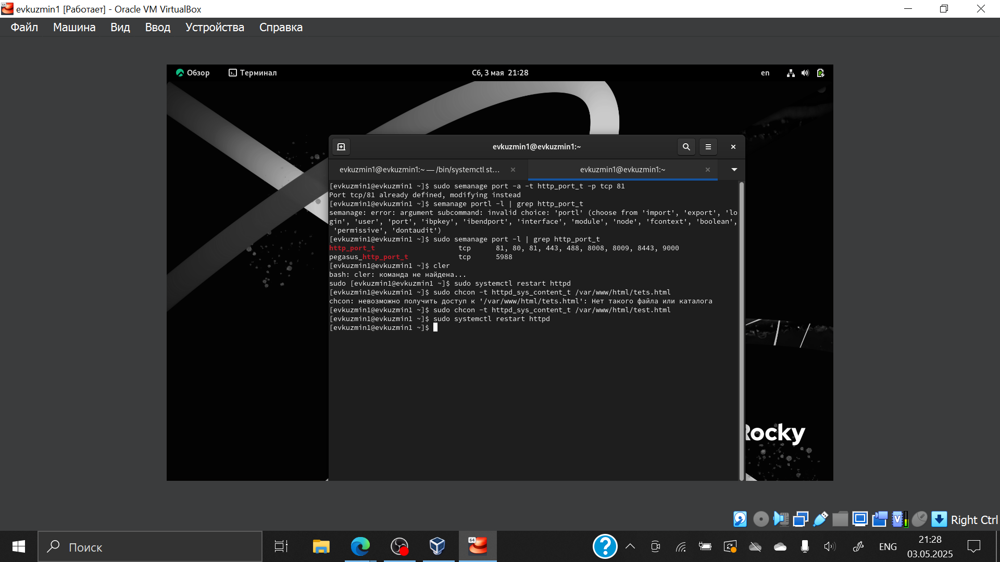 evkuzmin1 [Работает] - Oracle VM VirtualBox
Файл Машина Вид Ввод Устройства Справка
Обзор Терминал Сб, 3 мая 21:28 en
evkuzmin1@evkuzmin1:~
evkuzmin1@evkuzmin1:~ — /bin/systemctl st… evkuzmin1@evkuzmin1:~
[evkuzmin1@evkuzmin1 ~]$ sudo semanage port -a -t http_port_t -p tcp 81
Port tcp/81 already defined, modifying instead
[evkuzmin1@evkuzmin1 ~]$ semanage portl -l | grep http_port_t
semanage: error: argument subcommand: invalid choice: 'portl' (choose from 'import', 'export', 'lo
gin', 'user', 'port', 'ibpkey', 'ibendport', 'interface', 'module', 'node', 'fcontext', 'boolean',
'permissive', 'dontaudit')
[evkuzmin1@evkuzmin1 ~]$ sudo semanage port -l | grep http_port_t
http_port_t tcp 81, 80, 81, 443, 488, 8008, 8009, 8443, 9000
pegasus_http_port_t tcp 5988
[evkuzmin1@evkuzmin1 ~]$ cler
bash: cler: команда не найдена...
sudo [evkuzmin1@evkuzmin1 ~]$ sudo systemctl restart httpd
[evkuzmin1@evkuzmin1 ~]$ sudo chcon -t httpd_sys_content_t /var/www/html/tets.html
chcon: невозможно получить доступ к '/var/www/html/tets.html': Нет такого файла или каталога
[evkuzmin1@evkuzmin1 ~]$ sudo chcon -t httpd_sys_content_t /var/www/html/test.html
[evkuzmin1@evkuzmin1 ~]$ sudo systemctl restart httpd
[evkuzmin1@evkuzmin1 ~]$
Rocky
Right Ctrl
Поиск
64
ENG
21:28
03.05.2025